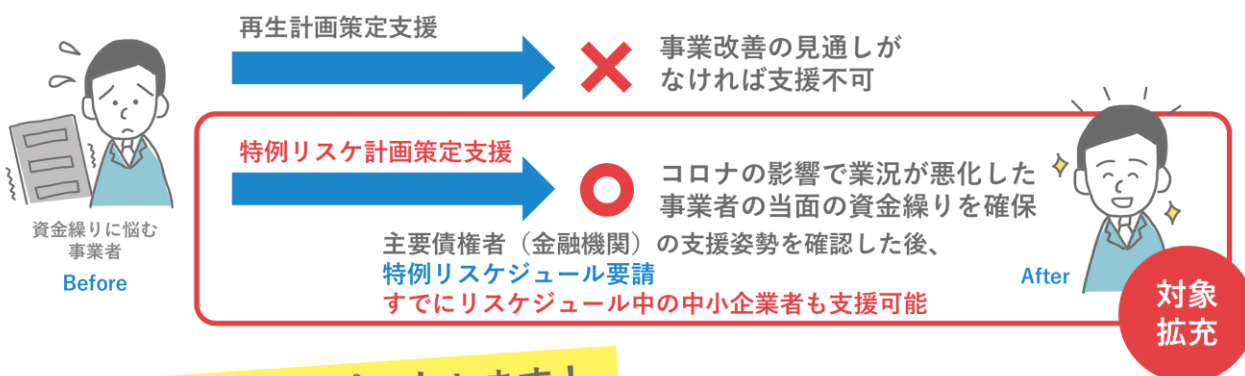 再生計画策定支援
事業改善の見通しが
なければ支援不可
特例リスケ計画策定支援
コロナの影響で業況が悪化した
事業者の当面の資金繰りを確保
主要債権者（金融機関）の支援姿勢を確認した後、
特例リスケジュール要請
すでにリスケジュール中の中小企業者も支援可能
資金繰りに悩む
事業者
Before
After
対象
拡充
します！